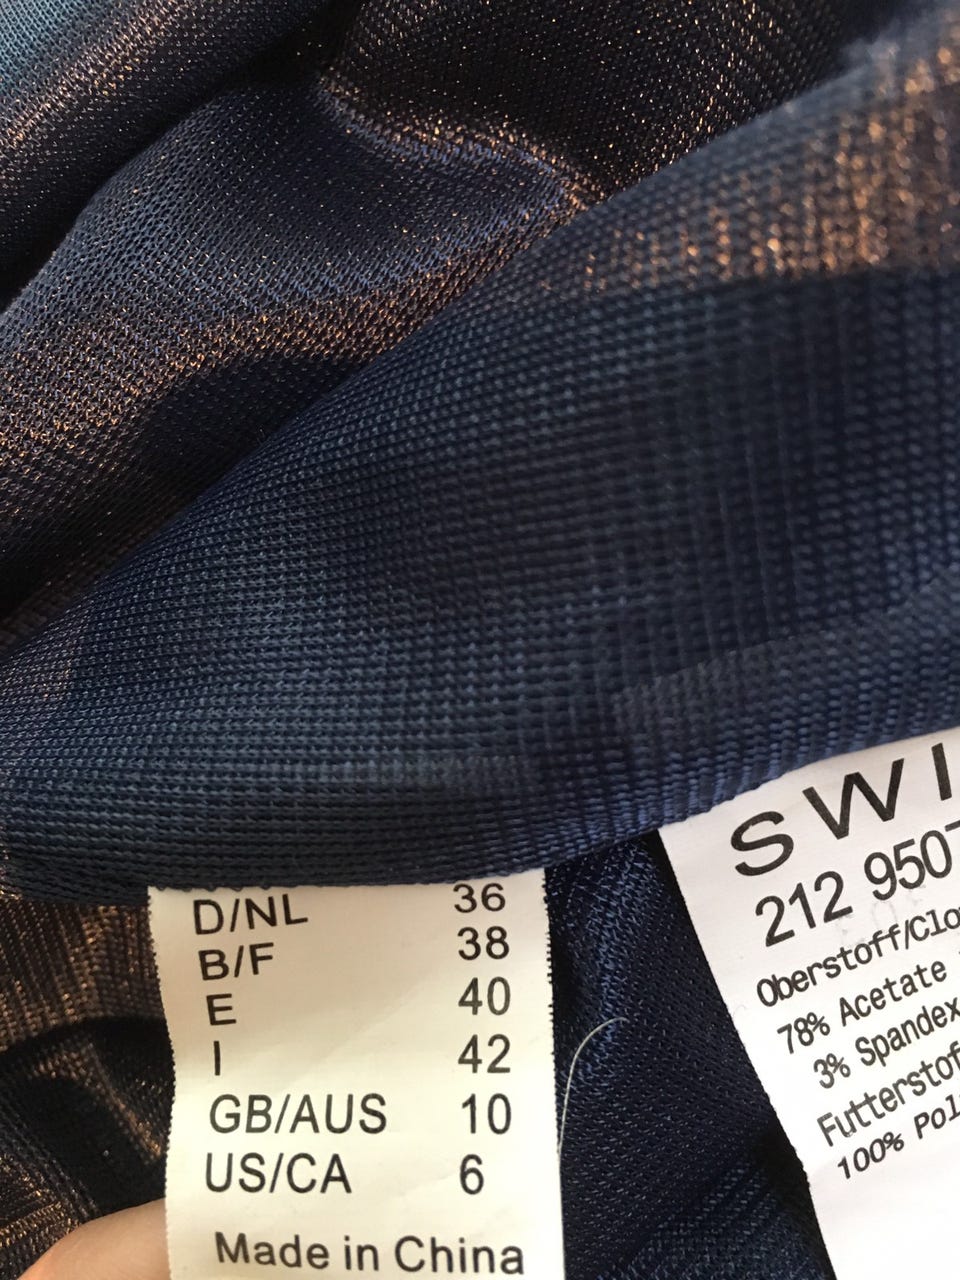 D/NL 36
B/F 38
E 40
I 42
GB/AUS 10
US/CA 6
Made in China
SWI
212 950
Oberstoff/Clo
78% Acetate
3% Spandex
Futterstof
100% Pol